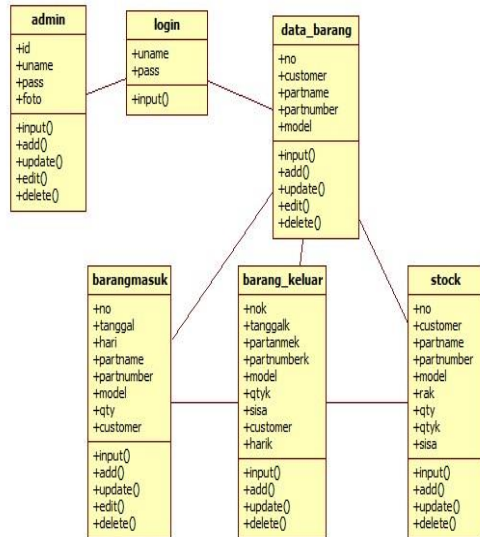 admin
+id
+uname
+pass
+foto
+input()
+add()
+update()
+edit()
+delete()
login
+uname
+pass
+input()
data_barang
+no
+customer
+partname
+partnumber
+model
+input()
+add()
+update()
+edit()
+delete()
barangmasuk
+no
+tanggal
+hari
+partname
+partnumber
+model
+qty
+customer
+input()
+add()
+update()
+edit()
+delete()
barang_keluar
+nok
+tanggalk
+partanmek
+partnumberk
+model
+qtyk
+sisa
+customer
+harik
+input()
+add()
+update()
+delete()
stock
+no
+customer
+partname
+partnumber
+model
+rak
+qty
+qtyk
+sisa
+input()
+add()
+update()
+delete()